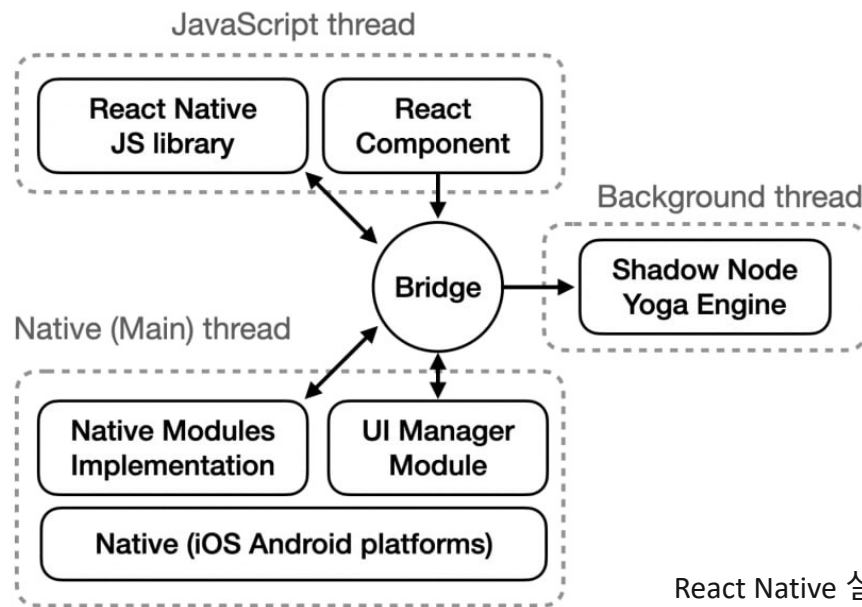 JavaScript thread
React Native
JS library
React
Component
Background thread
Bridge
Shadow Node
Yoga Engine
Native (Main) thread
Native Modules
Implementation
UI Manager
Module
Native (iOS Android platforms)
React Native